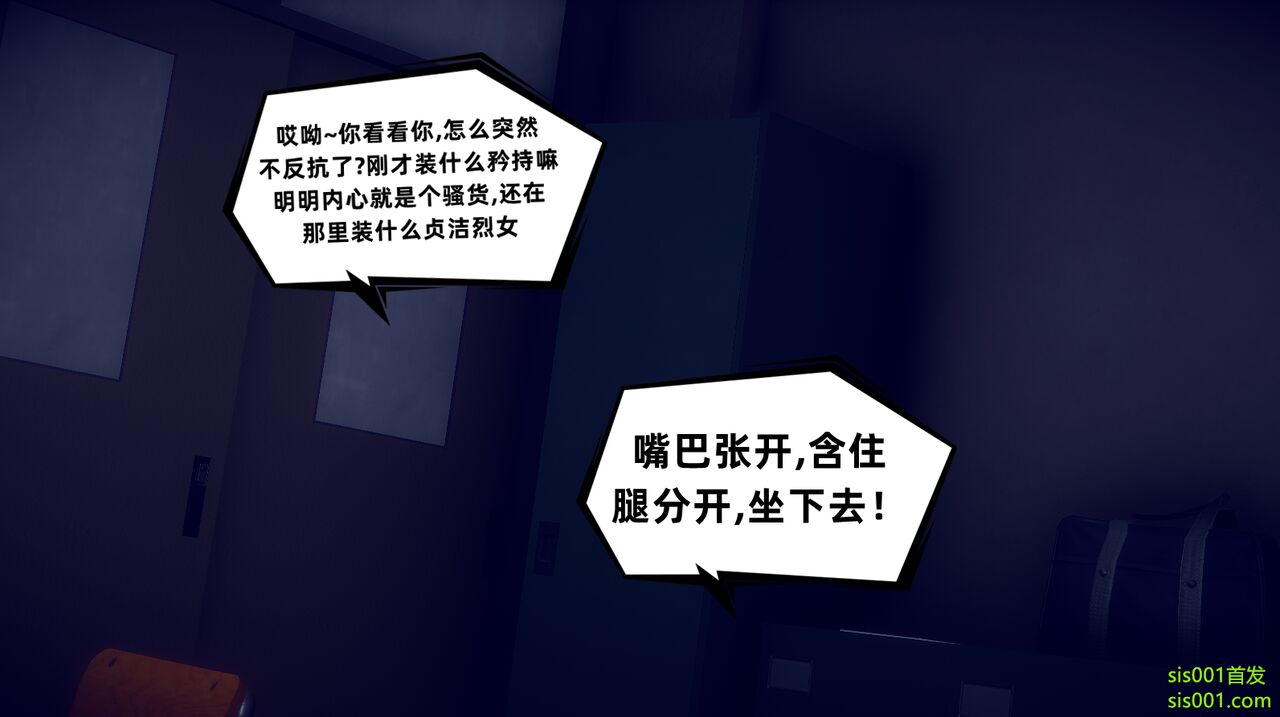 哎呦~你看看你,怎么突然
不反抗了?刚才装什么矜持嘛
明明内心就是个骚货,还在
那里装什么贞洁烈女
嘴巴张开,含住
腿分开,坐下去!
sis001首发
sis001.com